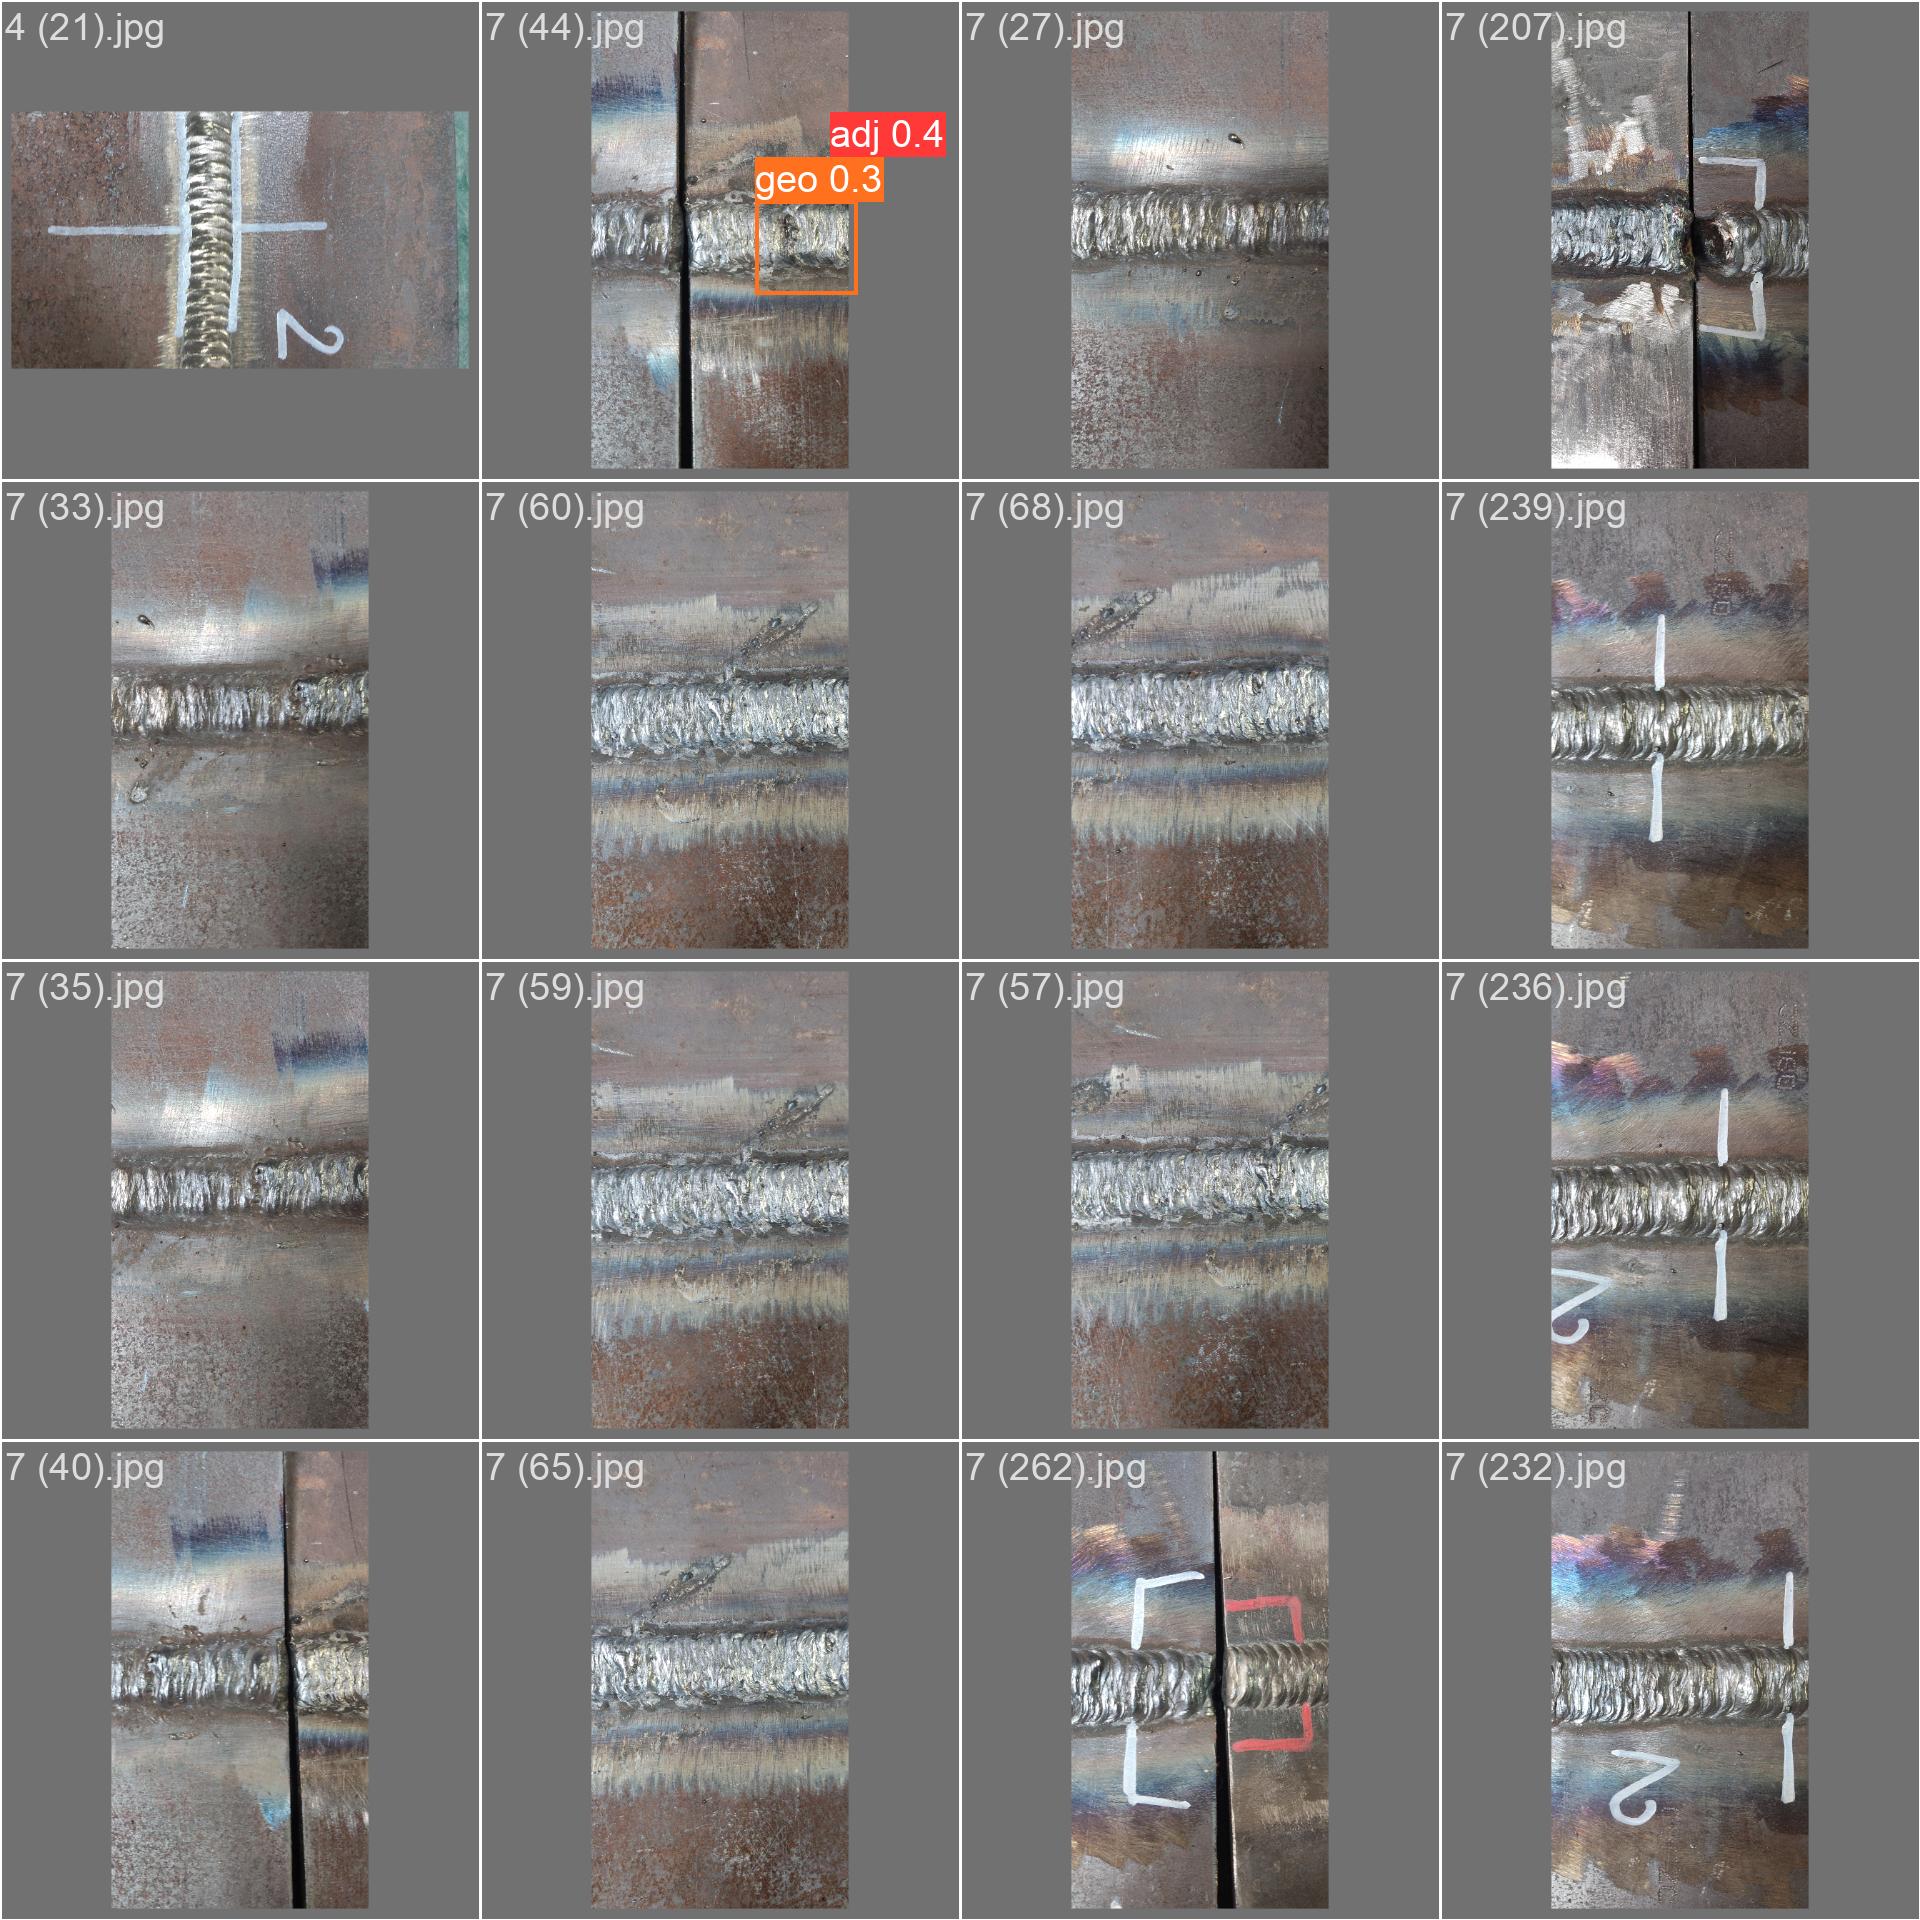 4 (21).jpg
7 (44).jpg
7 (27).jpg
7 (207).jpg
adj 0.4
geo 0.3
2
7 (33).jpg
7 (60).jpg
7 (68).jpg
7 (239).jpg
7 (35).jpg
7 (59).jpg
7 (57).jpg
7 (236).jpg
2
7 (40).jpg
7 (65).jpg
7 (262).jpg
7 (232).jpg
2